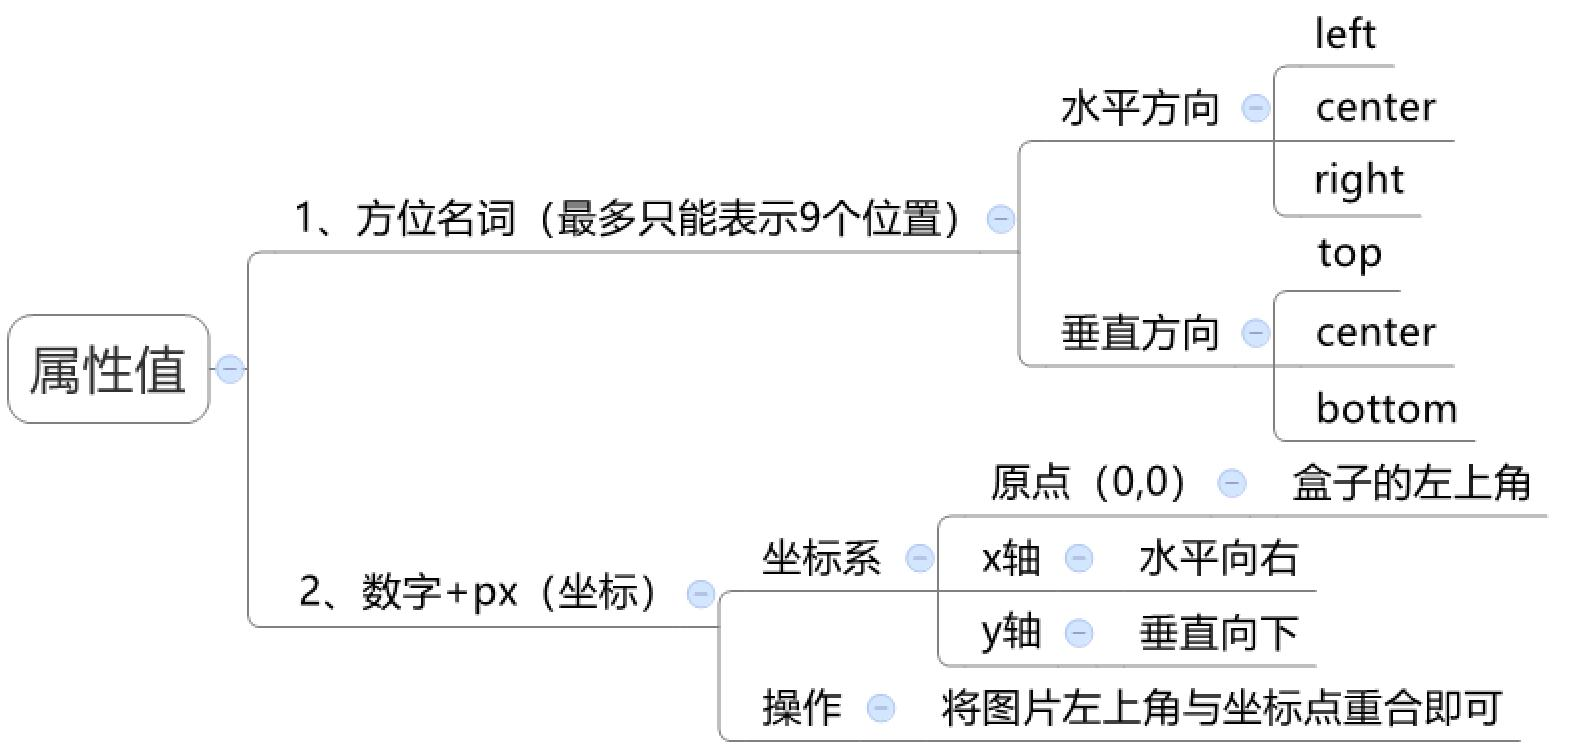 属性值
1、方位名词（最多只能表示9个位置）
水平方向
left
center
right
垂直方向
top
center
bottom
2、数字+px（坐标）
坐标系
原点（0,0） 盒子的左上角
x轴 水平向右
y轴 垂直向下
操作 将图片左上角与坐标点重合即可